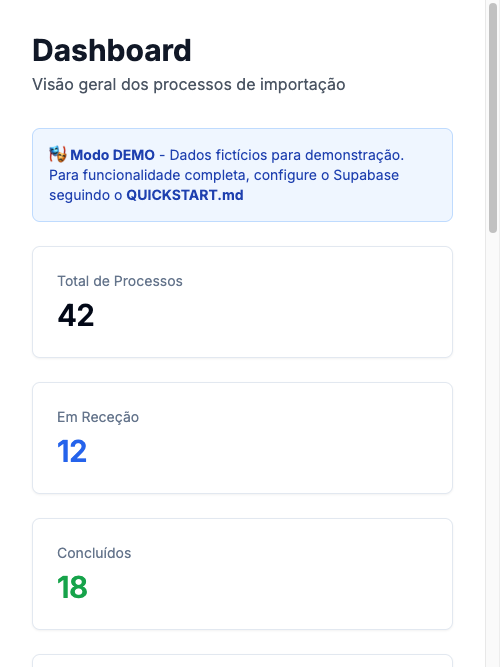 Dashboard
Visão geral dos processos de importação
🎭 Modo DEMO - Dados fictícios para demonstração.
Para funcionalidade completa, configure o Supabase
seguindo o QUICKSTART.md
Total de Processos
42
Em Receção
12
Concluídos
18